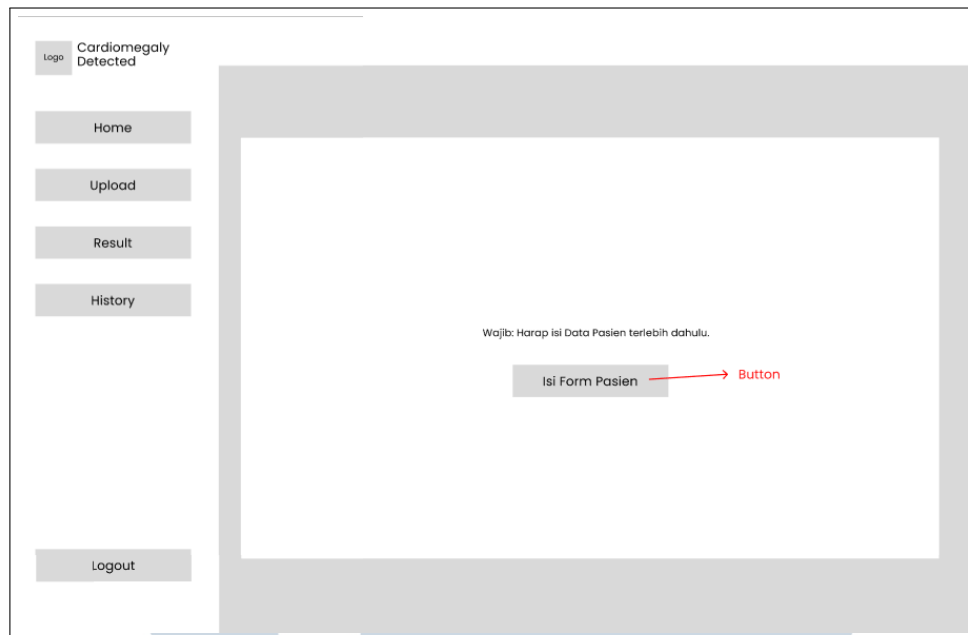 Logo
Cardiomegaly
Detected
Home
Upload
Result
History
Wajib: Harap isi Data Pasien terlebih dahulu.
Isi Form Pasien
Button
Logout